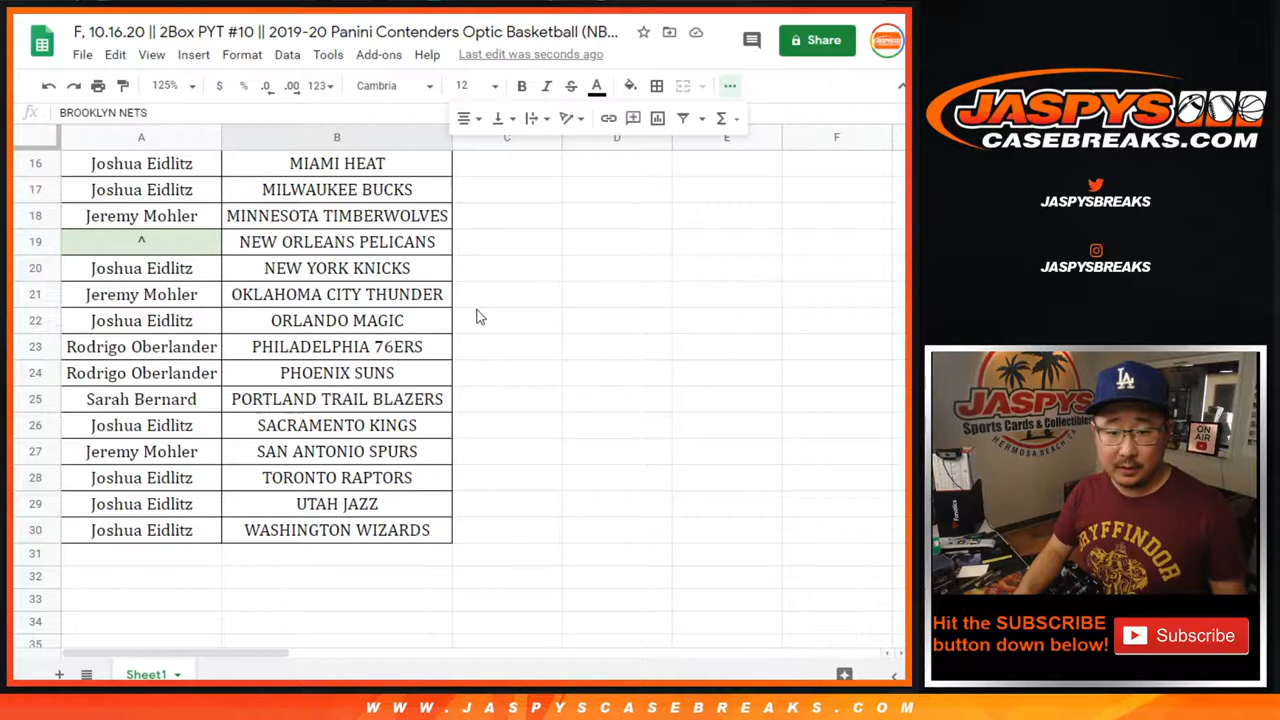 F, 10.16.20 || 2Box PYT #10 || 2019-20 Panini Contenders Optic Basketball (NB...
File Edit View Insert Format Data Tools Add-ons Help Last edit was seconds ago
Share
125% $ % .0 .00 123 Cambria 12 B I S A
fx BROOKLYN NETS
A B C D E F
16 Joshua Eidlitz MIAMI HEAT
17 Joshua Eidlitz MILWAUKEE BUCKS
18 Jeremy Mohler MINNESOTA TIMBERWOLVES
19 ^ NEW ORLEANS PELICANS
20 Joshua Eidlitz NEW YORK KNICKS
21 Jeremy Mohler OKLAHOMA CITY THUNDER
22 Joshua Eidlitz ORLANDO MAGIC
23 Rodrigo Oberlander PHILADELPHIA 76ERS
24 Rodrigo Oberlander PHOENIX SUNS
25 Sarah Bernard PORTLAND TRAIL BLAZERS
26 Joshua Eidlitz SACRAMENTO KINGS
27 Jeremy Mohler SAN ANTONIO SPURS
28 Joshua Eidlitz TORONTO RAPTORS
29 Joshua Eidlitz UTAH JAZZ
30 Joshua Eidlitz WASHINGTON WIZARDS
31
32
33
34
35
Sheet1
JASPYS
CASEBREAKS.COM
JASPYSBREAKS
JASPYSBREAKS
JASPYS
Sports Cards & Collectibles
HERMOSA BEACH, CA
ON AIR
LA
Fanatics
GRYFFINDOR
Hit the SUBSCRIBE
button down below!
Subscribe
WWW.JASPYSCASEBREAKS.COM